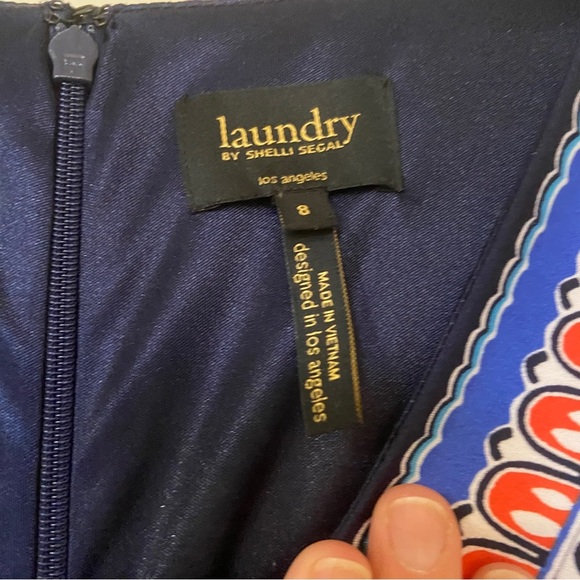 laundry
BY SHELLI SEGAL
los angeles
8
MADE IN VIETNAM
designed in los angeles